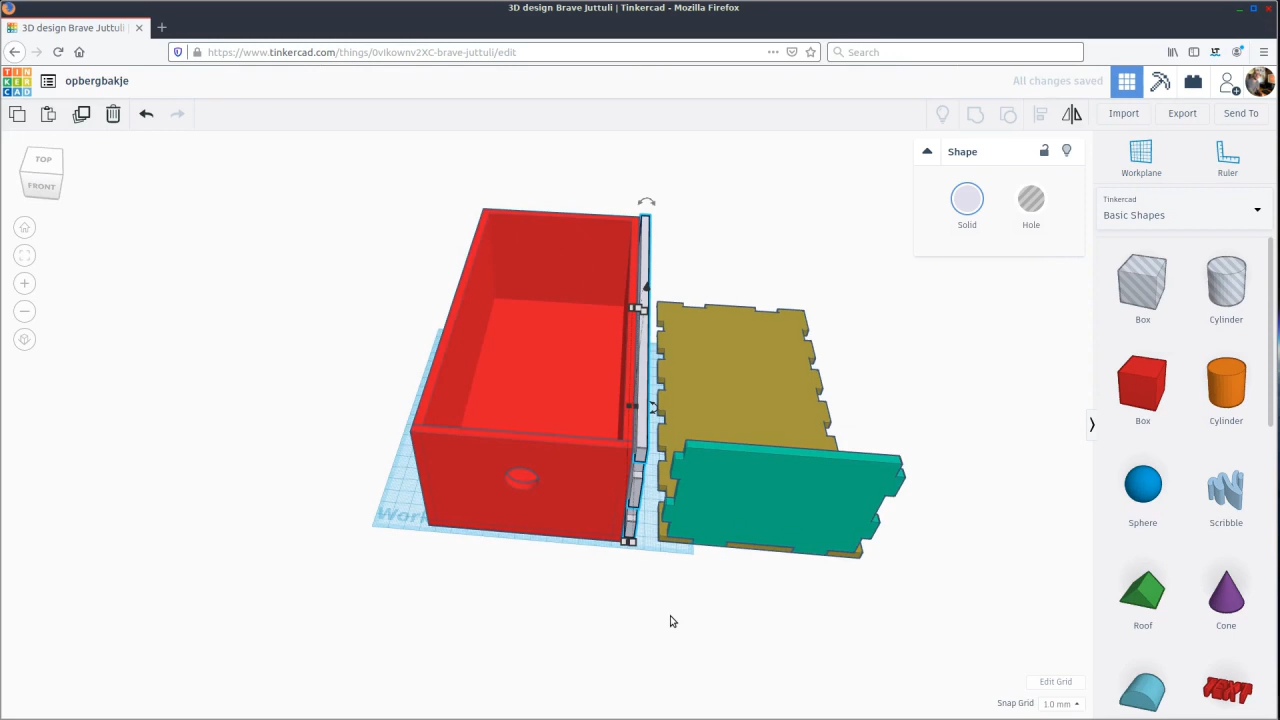 3D design Brave Juttuli | Tinkercad - Mozilla Firefox
3D design Brave Juttuli
https://www.tinkercad.com/things/0vIkownv2XC-brave-juttuli/edit
Search
TIN
KER
CAD
opbergbakje
All changes saved
Import
Export
Send To
TOP
FRONT
Shape
Solid
Hole
Workplane
Ruler
Tinkercad
Basic Shapes
Box
Cylinder
Box
Cylinder
Sphere
Scribble
Roof
Cone
TEXT
Work
Edit Grid
Snap Grid
1.0 mm